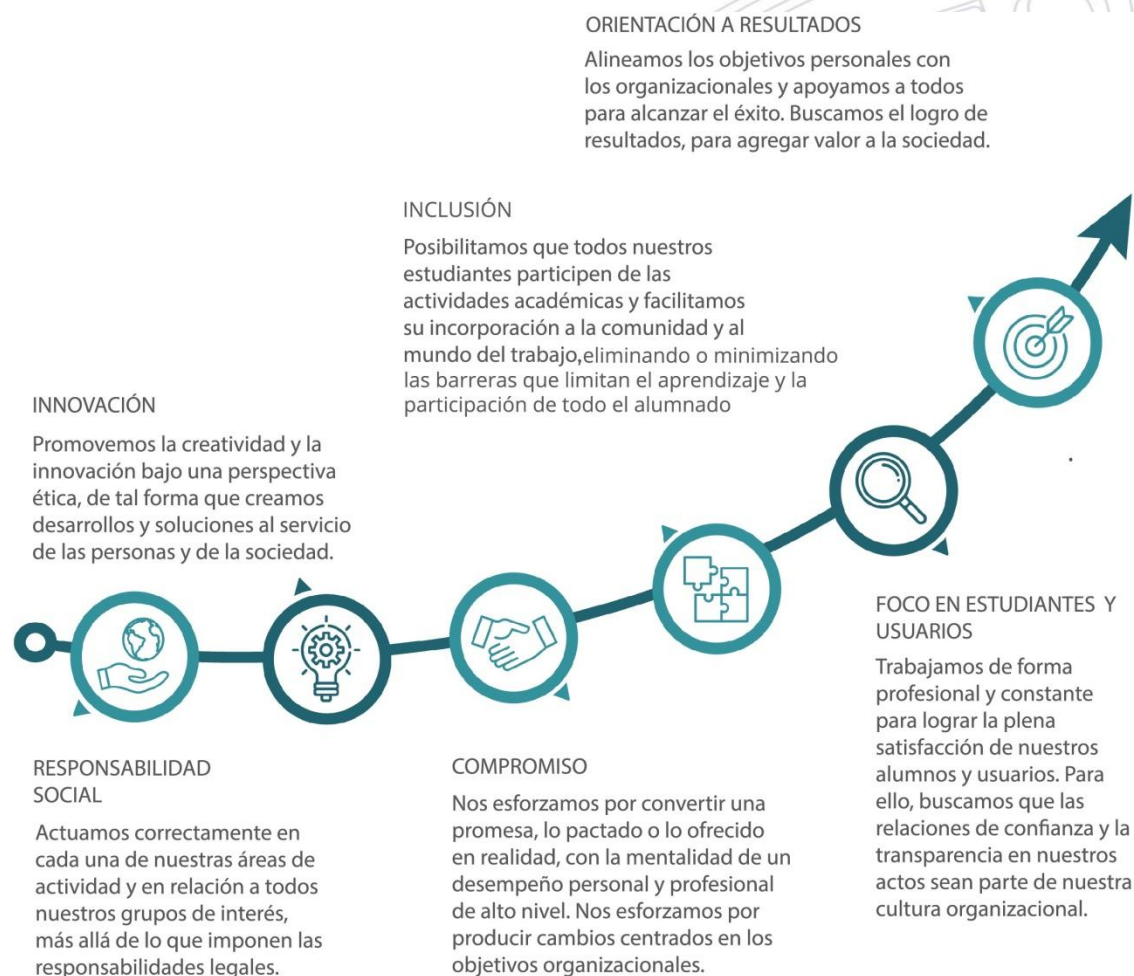 ORIENTACIÓN A RESULTADOS
Alineamos los objetivos personales con
los organizacionales y apoyamos a todos
para alcanzar el éxito. Buscamos el logro de
resultados, para agregar valor a la sociedad.
INCLUSIÓN
Posibilitamos que todos nuestros
estudiantes participen de las
actividades académicas y facilitamos
su incorporación a la comunidad y al
mundo del trabajo,eliminando o minimizando
las barreras que limitan el aprendizaje y la
participación de todo el alumnado
INNOVACIÓN
Promovemos la creatividad y la
innovación bajo una perspectiva
ética, de tal forma que creamos
desarrollos y soluciones al servicio
de las personas y de la sociedad.
RESPONSABILIDAD
SOCIAL
Actuamos correctamente en
cada una de nuestras áreas de
actividad y en relación a todos
nuestros grupos de interés,
más allá de lo que imponen las
responsabilidades legales.
COMPROMISO
Nos esforzamos por convertir una
promesa, lo pactado o lo ofrecido
en realidad, con la mentalidad de un
desempeño personal y profesional
de alto nivel. Nos esforzamos por
producir cambios centrados en los
objetivos organizacionales.
FOCO EN ESTUDIANTES Y
USUARIOS
Trabajamos de forma
profesional y constante
para lograr la plena
satisfacción de nuestros
alumnos y usuarios. Para
ello, buscamos que las
relaciones de confianza y la
transparencia en nuestros
actos sean parte de nuestra
cultura organizacional.